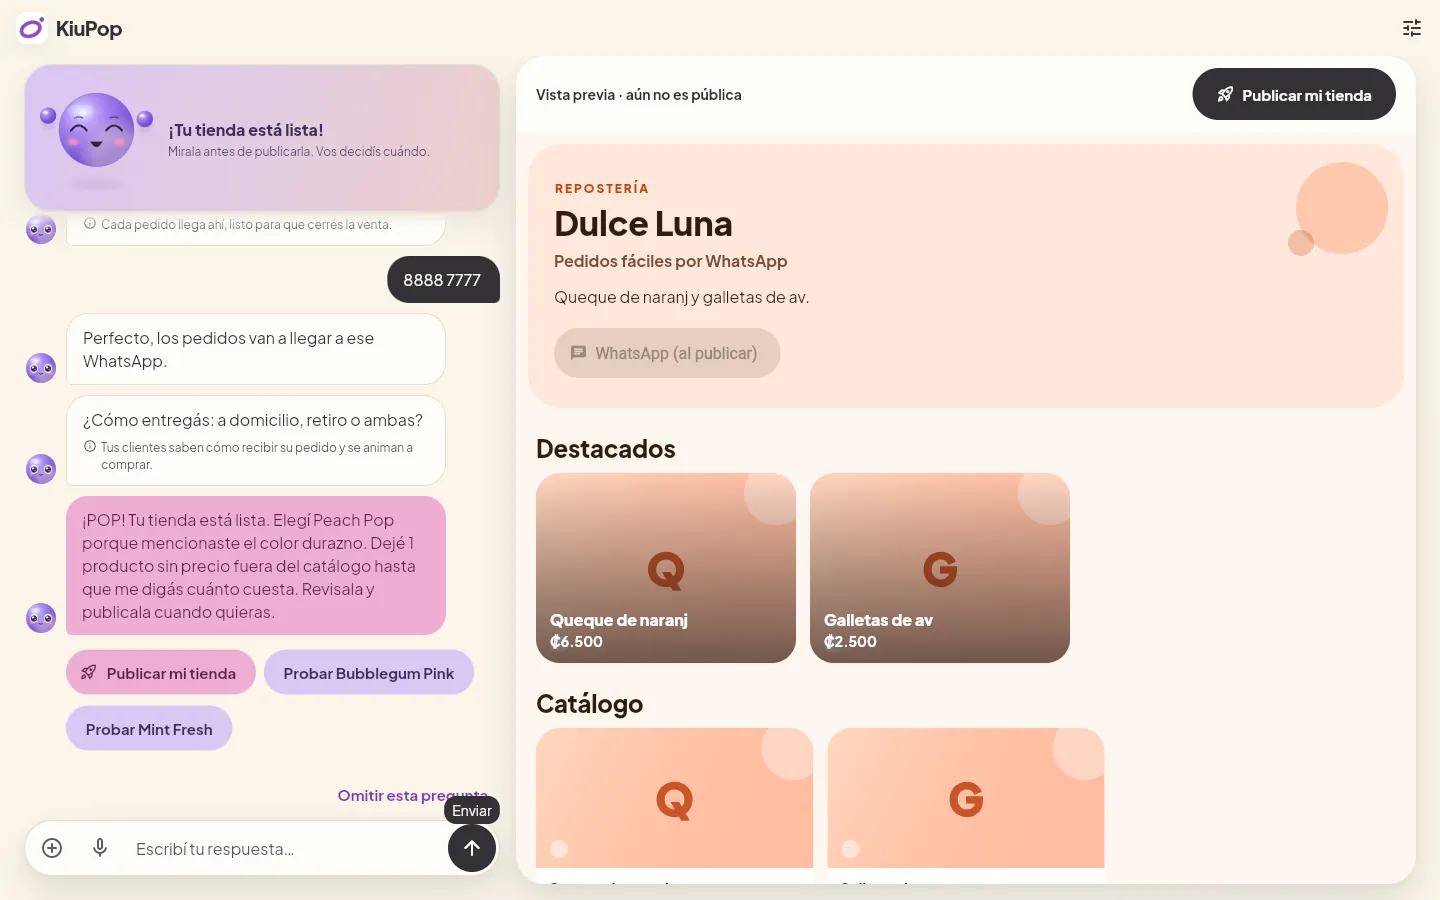 KiuPop
¡Tu tienda está lista!
Mirala antes de publicarla. Vos decidís cuándo.
Cada pedido llega ahí, listo para que cerrés la venta.
8888 7777
Perfecto, los pedidos van a llegar a ese
WhatsApp.
¿Cómo entregás: a domicilio, retiro o ambas?
Tus clientes saben cómo recibir su pedido y se animan a
comprar.
¡POP! Tu tienda está lista. Elegí Peach Pop
porque mencionaste el color durazno. Dejé 1
producto sin precio fuera del catálogo hasta
que me digás cuánto cuesta. Revisala y
publicala cuando quieras.
Publicar mi tienda
Probar Bubblegum Pink
Probar Mint Fresh
Omitir esta pregunta
Enviar
Escribí tu respuesta...
Vista previa · aún no es pública
Publicar mi tienda
REPOSTERÍA
Dulce Luna
Pedidos fáciles por WhatsApp
Queque de naranj y galletas de av.
WhatsApp (al publicar)
Destacados
Q
Queque de naranj
₡6.500
G
Galletas de av
₡2.500
Catálogo
Q
G